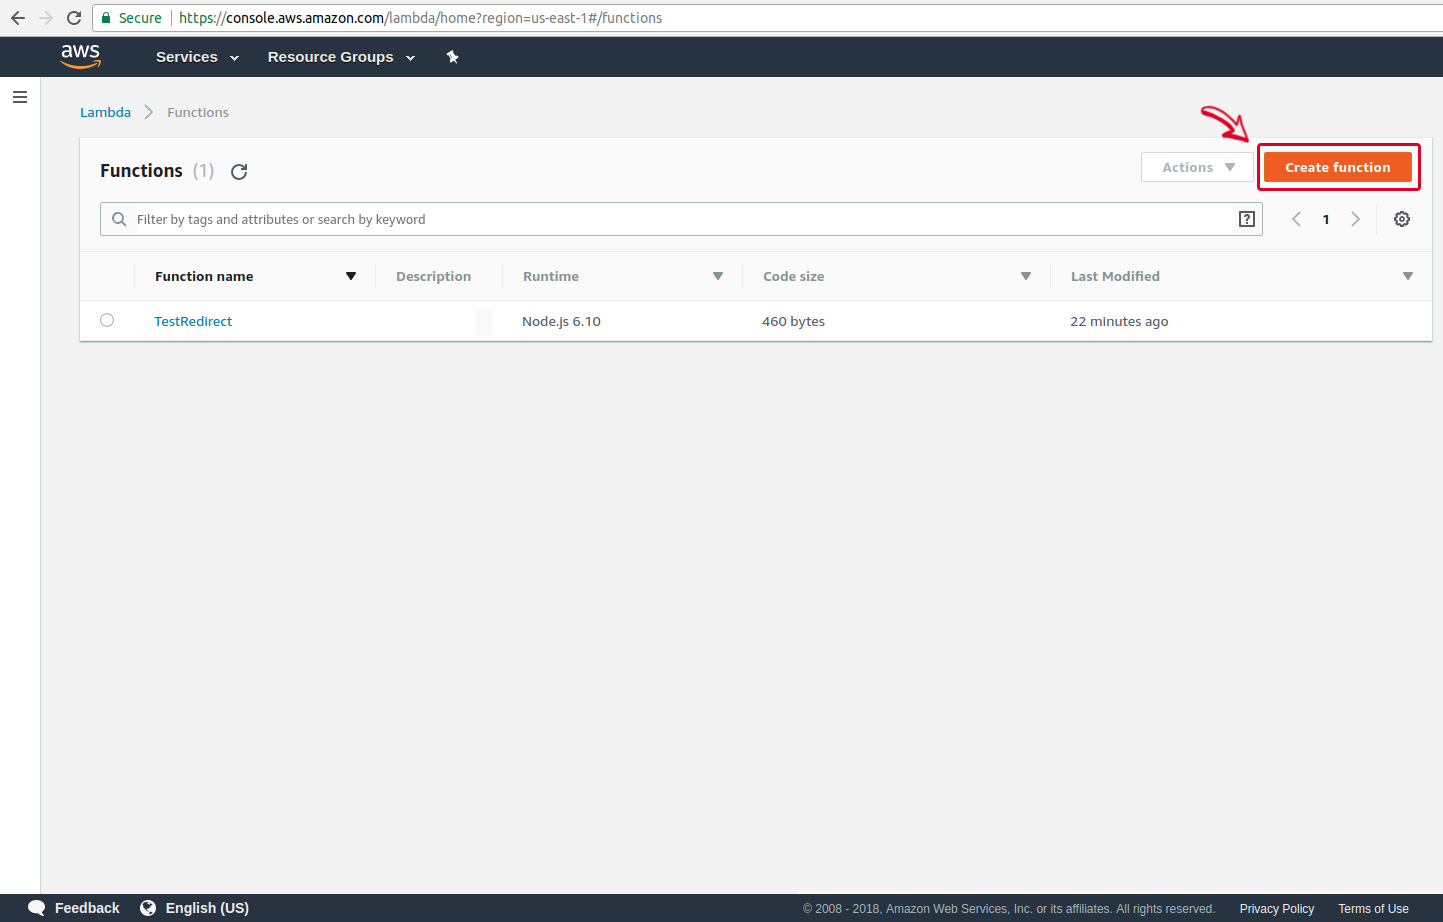 Secure https://console.aws.amazon.com/lambda/home?region=us-east-1#/functions
aws Services Resource Groups
Lambda Functions
Functions (1) Actions Create function
Filter by tags and attributes or search by keyword ? 1
Function name Description Runtime Code size Last Modified
TestRedirect Node.js 6.10 460 bytes 22 minutes ago
Feedback English (US) © 2008 - 2018, Amazon Web Services, Inc. or its affiliates. All rights reserved. Privacy Policy Terms of Use